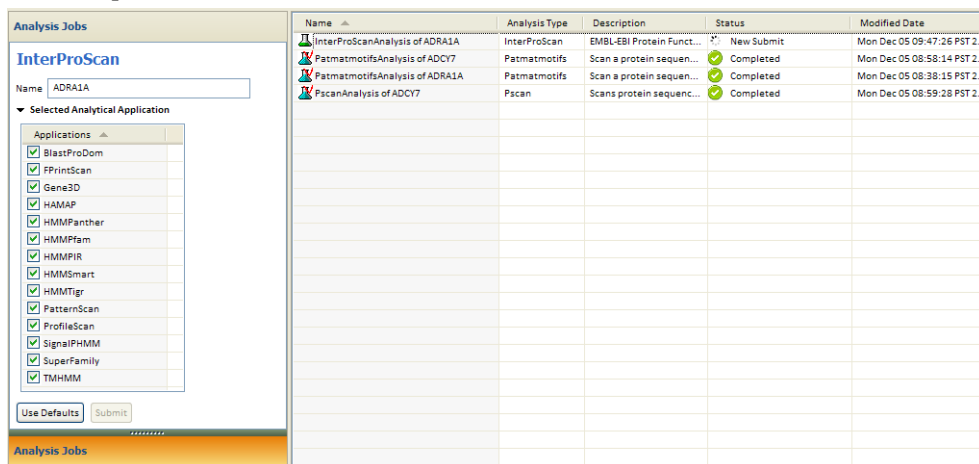 Analysis Jobs
InterProScan
Name ADRA1A
Selected Analytical Application
Applications
BlastProDom
FPrintScan
Gene3D
HAMAP
HMMPanther
HMMPfam
HMMPIR
HMMSmart
HMMTigr
PatternScan
ProfileScan
SignalPHMM
SuperFamily
TMHMM
Use Defaults Submit
Analysis Jobs
Name Analysis Type Description Status Modified Date
InterProScanAnalysis of ADRA1A InterProScan EMBL-EBI Protein Funct... New Submit Mon Dec 05 09:47:26 PST 2.
PatmatmotifsAnalysis of ADCY7 Patmatmotifs Scan a protein sequen... Completed Mon Dec 05 08:58:14 PST 2.
PatmatmotifsAnalysis of ADRA1A Patmatmotifs Scan a protein sequen... Completed Mon Dec 05 08:38:15 PST 2.
PscanAnalysis of ADCY7 Pscan Scans protein sequenc... Completed Mon Dec 05 08:59:28 PST 2.